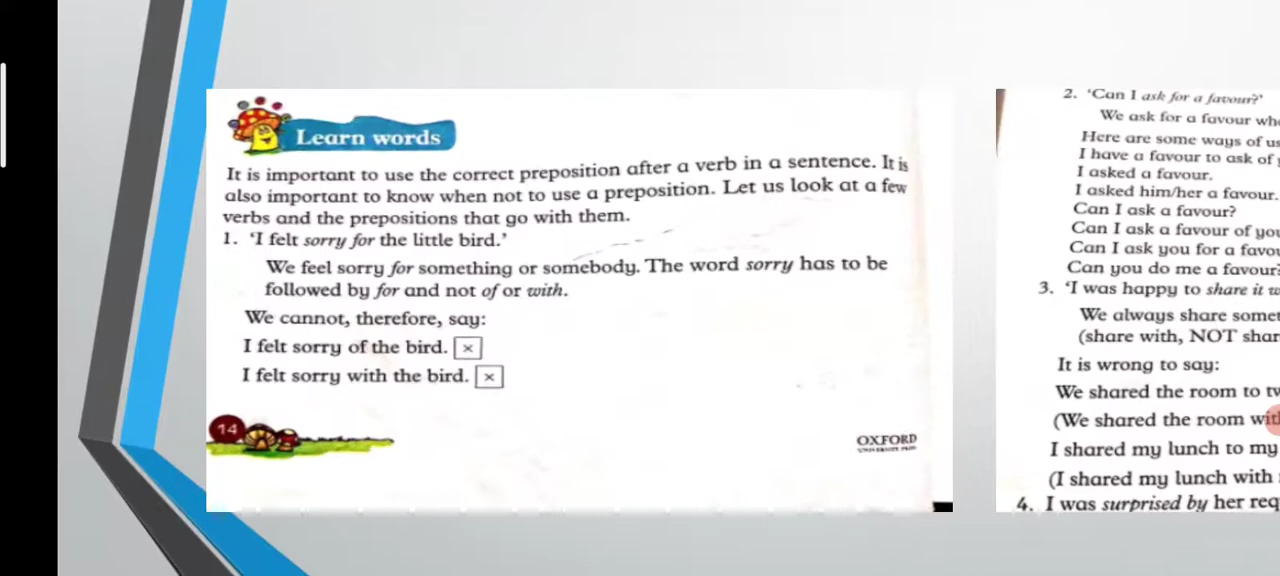 Learn words
It is important to use the correct preposition after a verb in a sentence. It is
also important to know when not to use a preposition. Let us look at a few
verbs and the prepositions that go with them.
1. 'I felt sorry for the little bird.'
We feel sorry for something or somebody. The word sorry has to be
followed by for and not of or with.
We cannot, therefore, say:
I felt sorry of the bird. ×
I felt sorry with the bird. ×
14
OXFORD
UNIVERSITY PRESS
2. 'Can I ask for a favour?'
We ask for a favour
Here are some ways of
I have a favour to ask of
I asked a favour.
I asked him/her a favour.
Can I ask a favour?
Can I ask a favour of
Can I ask you for a
Can you do me a favour?
3. 'I was happy to share it
We always share
(share with, NOT
It is wrong to say:
We shared the room to
(We shared the room
I shared my lunch to my
(I shared my lunch with
4. I was surprised by her